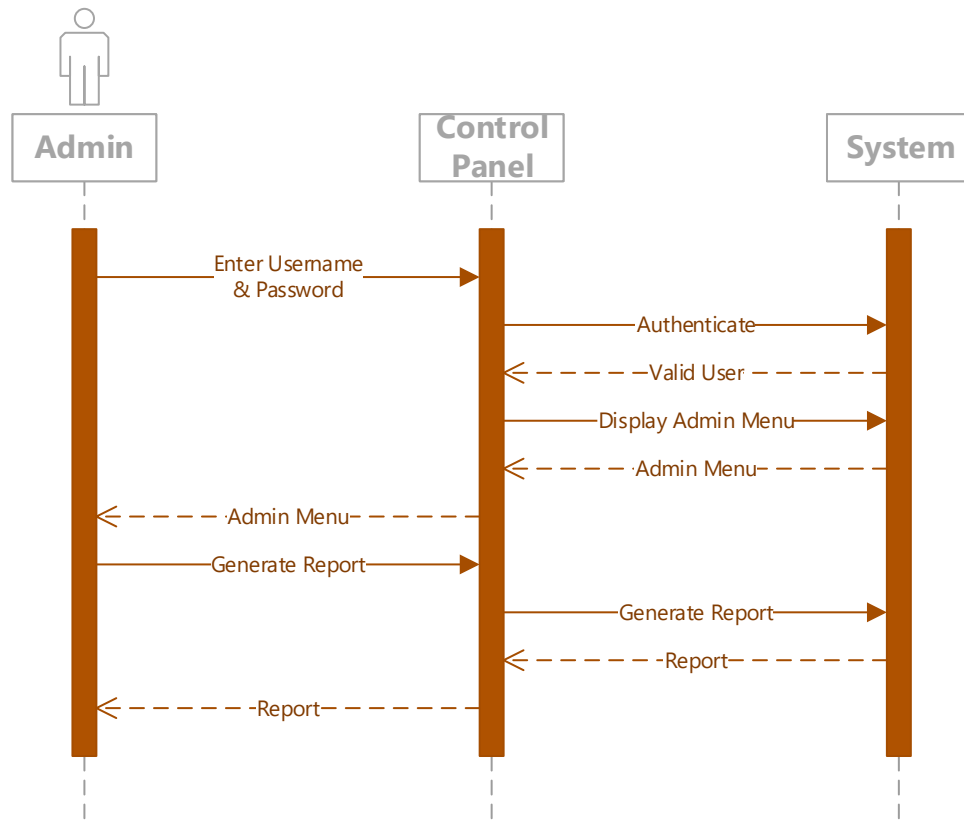 Admin
Control
Panel
System
Enter Username
& Password
Authenticate
Valid User
Display Admin Menu
Admin Menu
Admin Menu
Generate Report
Generate Report
Report
Report